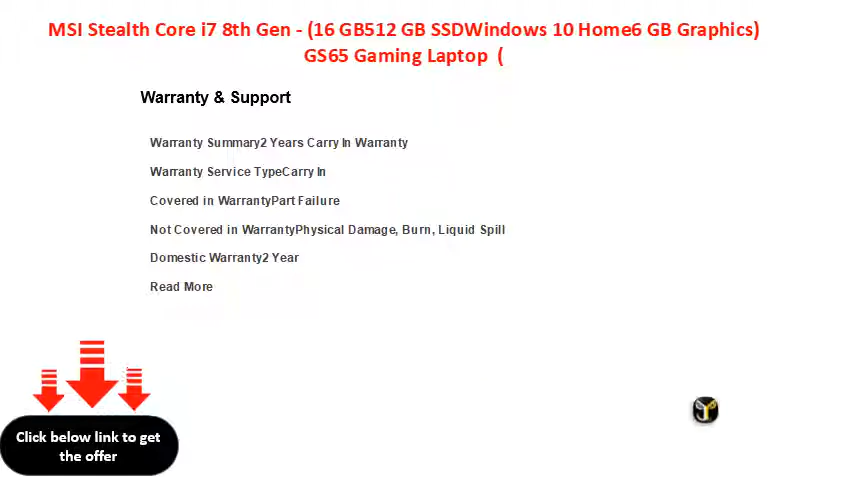 MSI Stealth Core i7 8th Gen - (16 GB512 GB SSDWindows 10 Home6 GB Graphics)
GS65 Gaming Laptop (
Warranty & Support
Warranty Summary2 Years Carry In Warranty
Warranty Service TypeCarry In
Covered in WarrantyPart Failure
Not Covered in WarrantyPhysical Damage, Burn, Liquid Spill
Domestic Warranty2 Year
Read More
Click below link to get
the offer